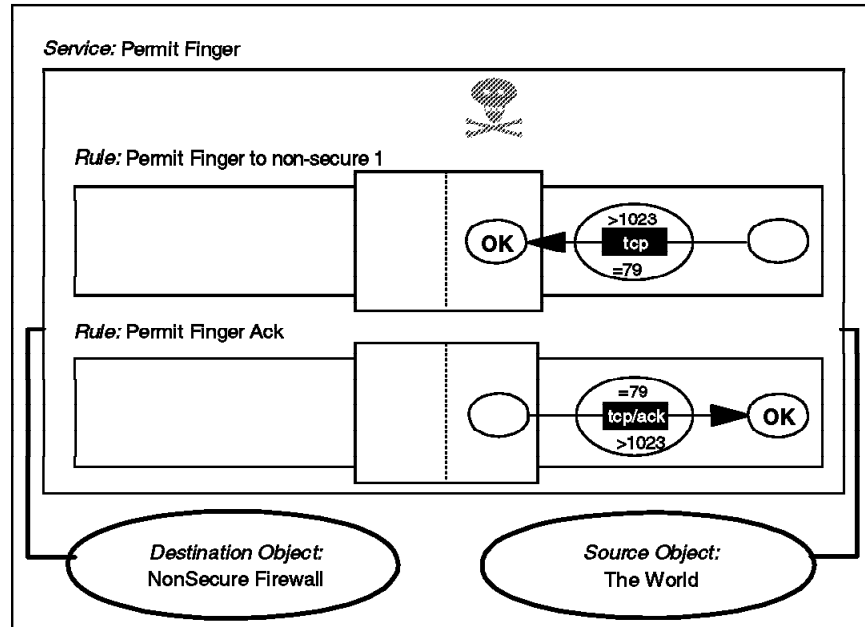 Service: Permit Finger
Rule: Permit Finger to non-secure 1
>1023
OK
tcp
=79
Rule: Permit Finger Ack
=79
tcp/ack
OK
>1023
Destination Object:
NonSecure Firewall
Source Object:
The World